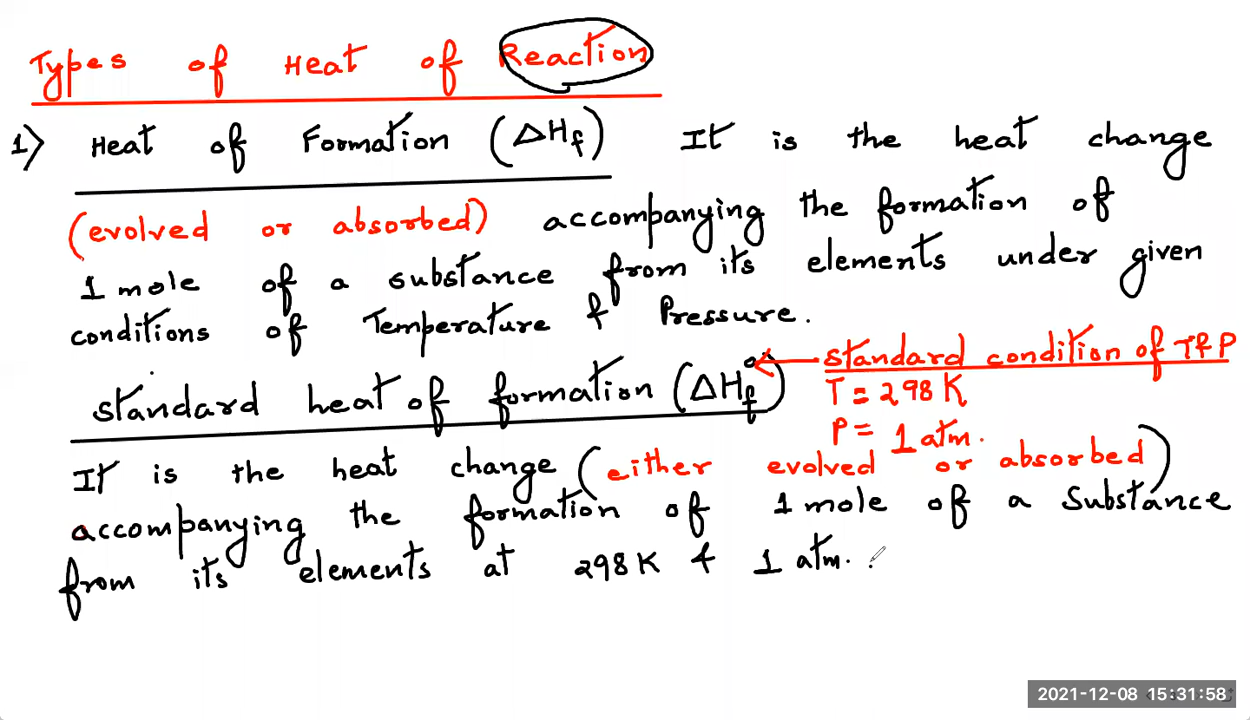 Types of Heat of Reaction
1) Heat of Formation (ΔHf) It is the heat change
(evolved or absorbed) accompanying the formation of
1 mole of a substance from its elements under given
conditions of Temperature & Pressure.
standard heat of formation (ΔHf°) ← standard condition of T & P
T = 298 K
P = 1 atm.
It is the heat change (either evolved or absorbed)
accompanying the formation of 1 mole of a Substance
from its elements at 298 K & 1 atm.
2021-12-08 15:31:58